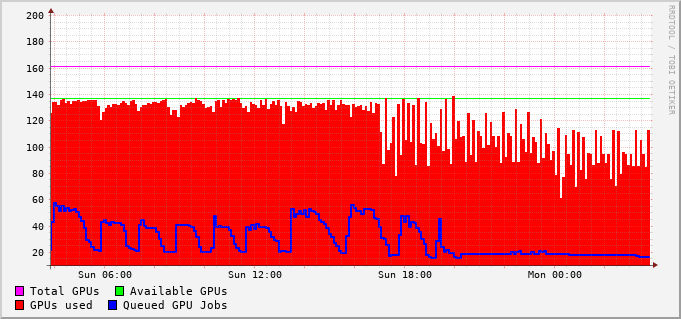 200
180
160
140
120
100
80
60
40
20
Sun 06:00 Sun 12:00 Sun 18:00 Mon 00:00
Total GPUs Available GPUs
GPUs used Queued GPU Jobs
RRDTOOL / TOBI OETIKER